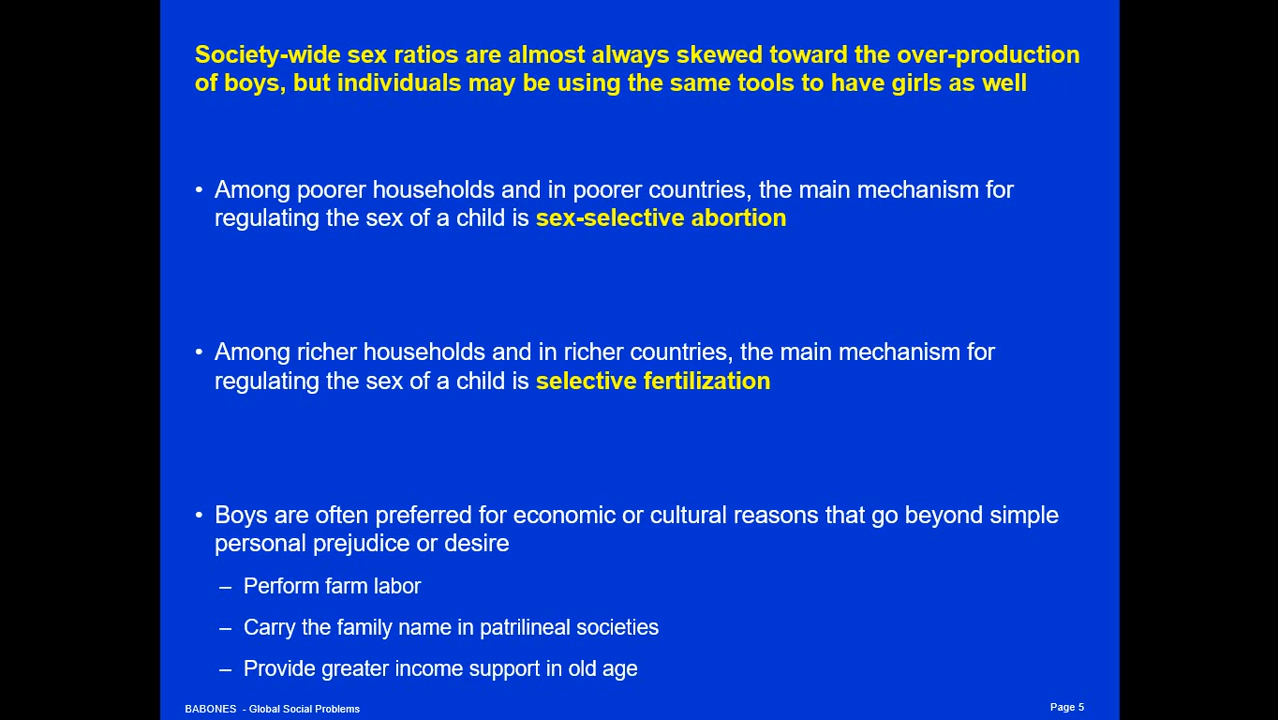 Society-wide sex ratios are almost always skewed toward the over-production
of boys, but individuals may be using the same tools to have girls as well
• Among poorer households and in poorer countries, the main mechanism for
regulating the sex of a child is sex-selective abortion
• Among richer households and in richer countries, the main mechanism for
regulating the sex of a child is selective fertilization
• Boys are often preferred for economic or cultural reasons that go beyond simple
personal prejudice or desire
– Perform farm labor
– Carry the family name in patrilineal societies
– Provide greater income support in old age
BABONES - Global Social Problems
Page 5